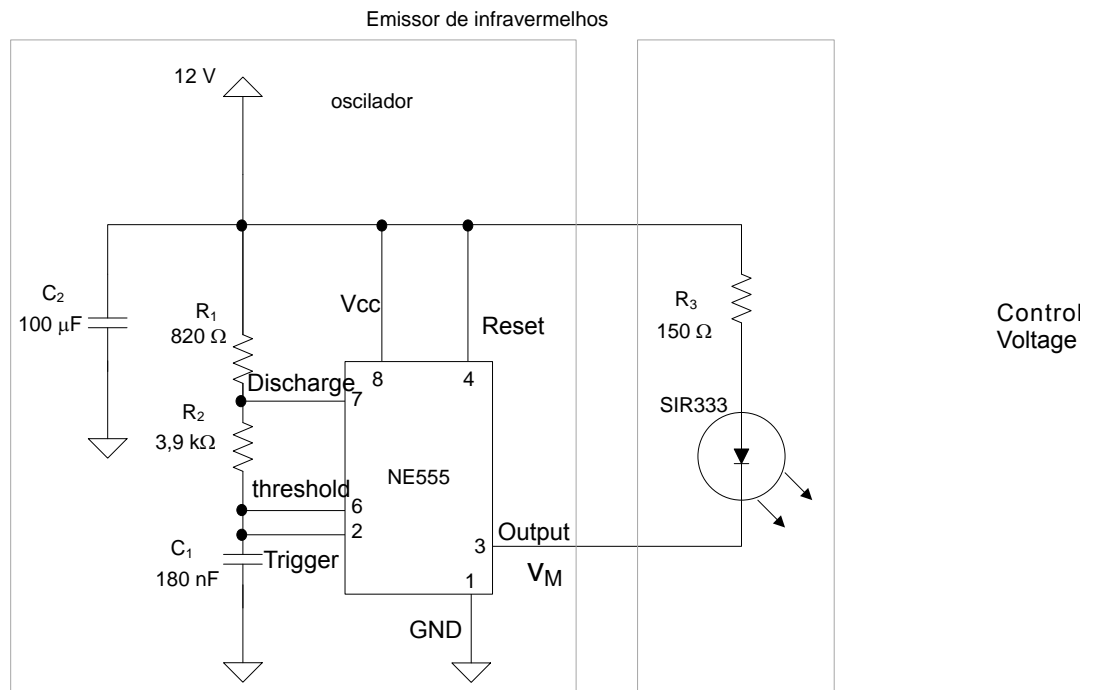 Emissor de infravermelhos
12 V
oscilador
C2
100 μF
R1
820 Ω
Vcc
Reset
R3
150 Ω
Control
Voltage
Discharge
7
8
4
R2
3,9 kΩ
SIR333
NE555
threshold
6
2
Output
3
C1
180 nF
Trigger
VM
1
GND